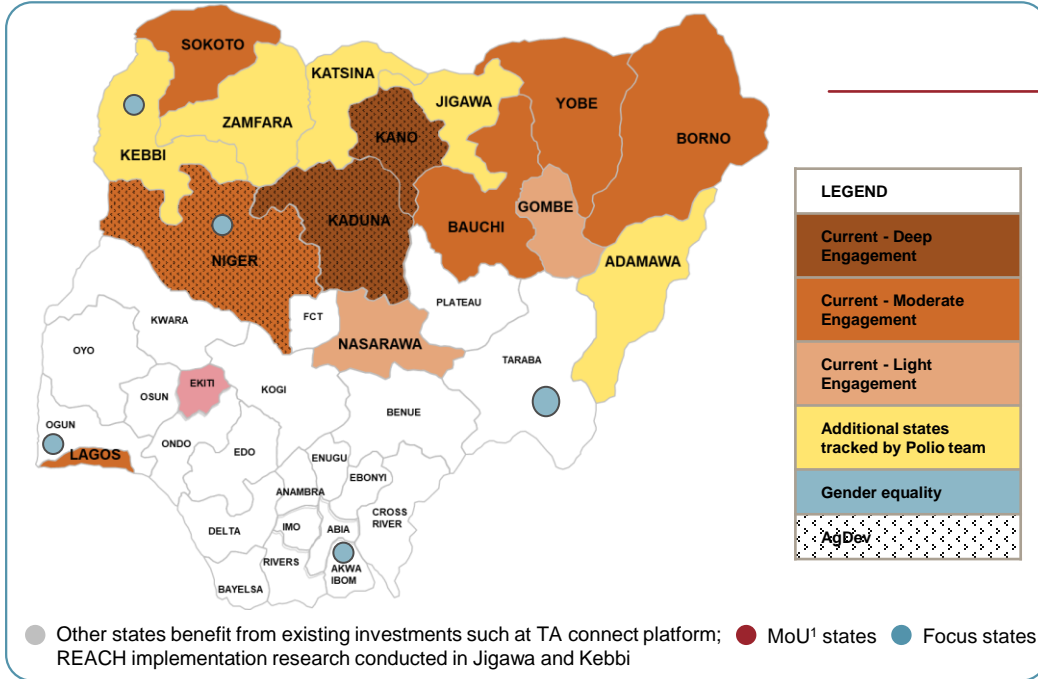 SOKOTO
KATSINA
JIGAWA
YOBE
BORNO
ZAMFARA
KANO
KEBBI
KADUNA
GOMBE
BAUCHI
NIGER
ADAMAWA
PLATEAU
FCT
KWARA
NASARAWA
OYO
TARABA
EKITI
OSUN
KOGI
BENUE
OGUN
LAGOS
ONDO
EDO
ENUGU
EBONYI
ANAMBRA
CROSS
RIVER
DELTA
IMO
ABIA
RIVERS
AKWA
IBOM
BAYELSA
LEGEND
Current - Deep
Engagement
Current - Moderate
Engagement
Current - Light
Engagement
Additional states
tracked by Polio team
Gender equality
AgDev
Other states benefit from existing investments such at TA connect platform;
REACH implementation research conducted in Jigawa and Kebbi
MoU¹ states
Focus states